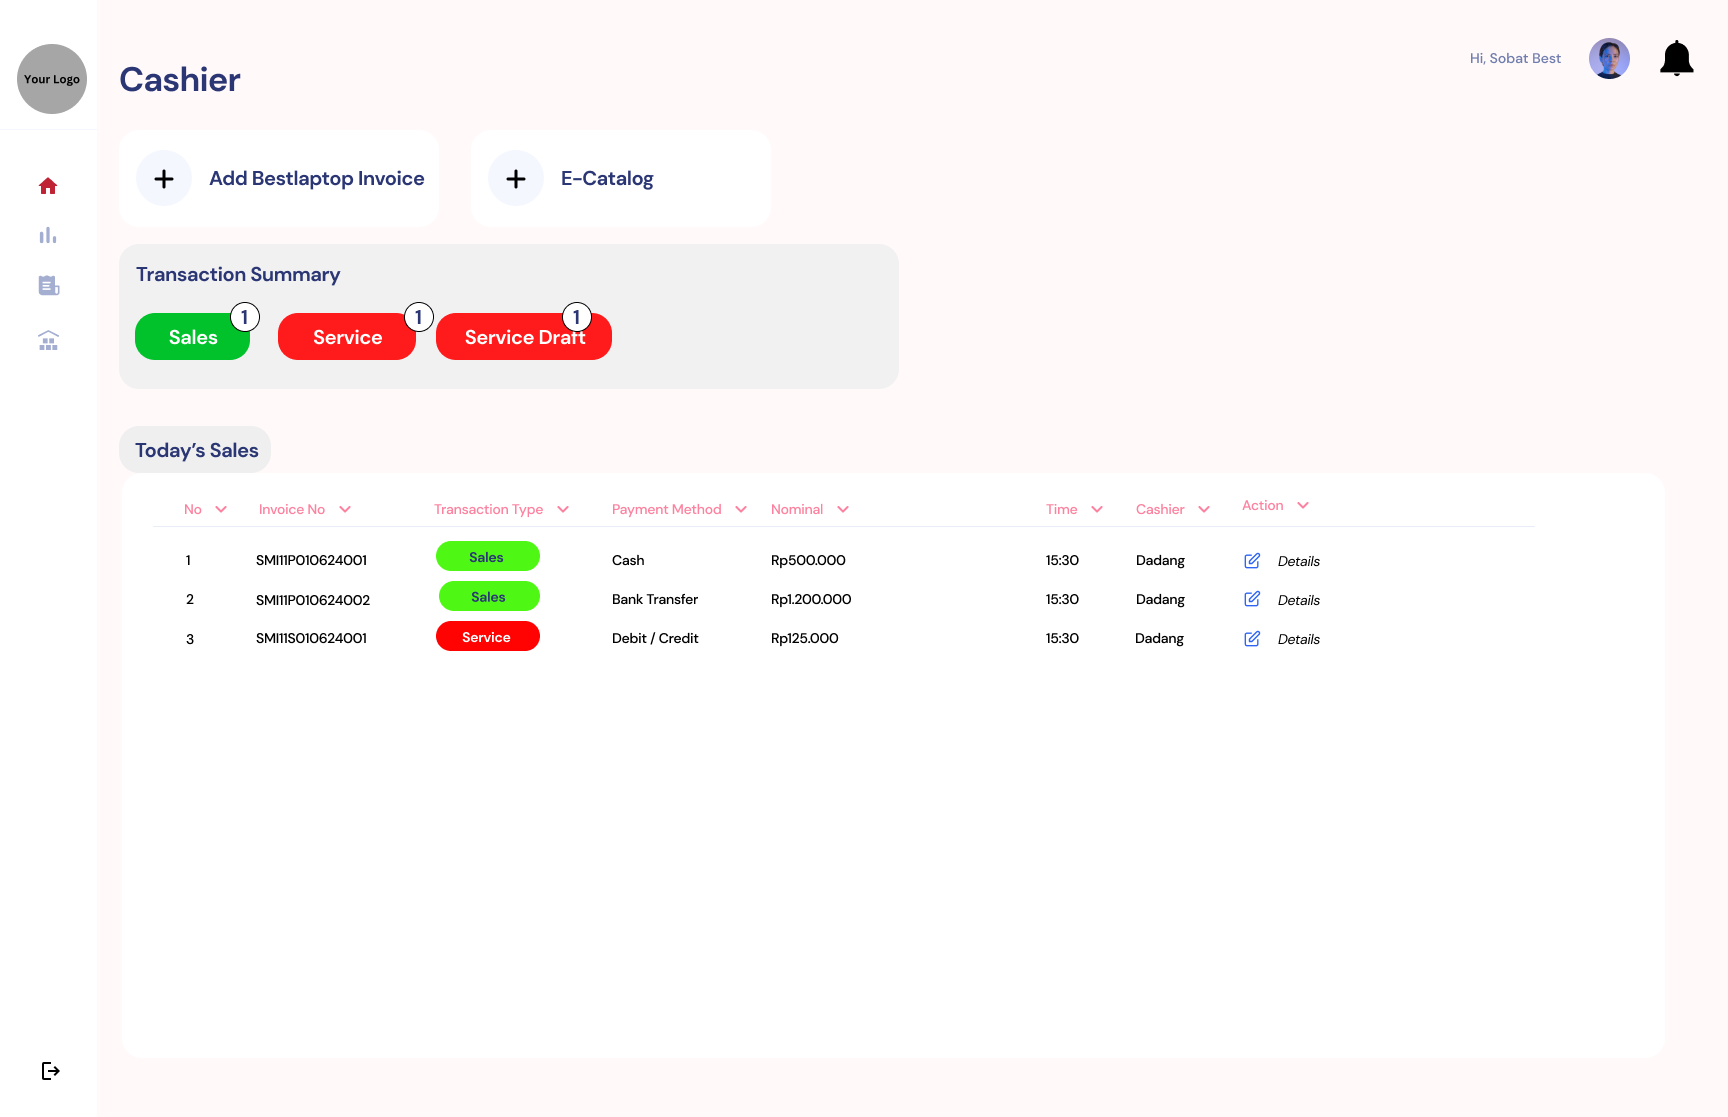 Your Logo
Hi, Sobat Best
Cashier
Add Bestlaptop Invoice
E-Catalog
Transaction Summary
Sales 1
Service 1
Service Draft 1
Today’s Sales
No Invoice No Transaction Type Payment Method Nominal Time Cashier Action
1 SMI11P010624001 Sales Cash Rp500.000 15:30 Dadang Details
2 SMI11P010624002 Sales Bank Transfer Rp1.200.000 15:30 Dadang Details
3 SMI11S010624001 Service Debit / Credit Rp125.000 15:30 Dadang Details